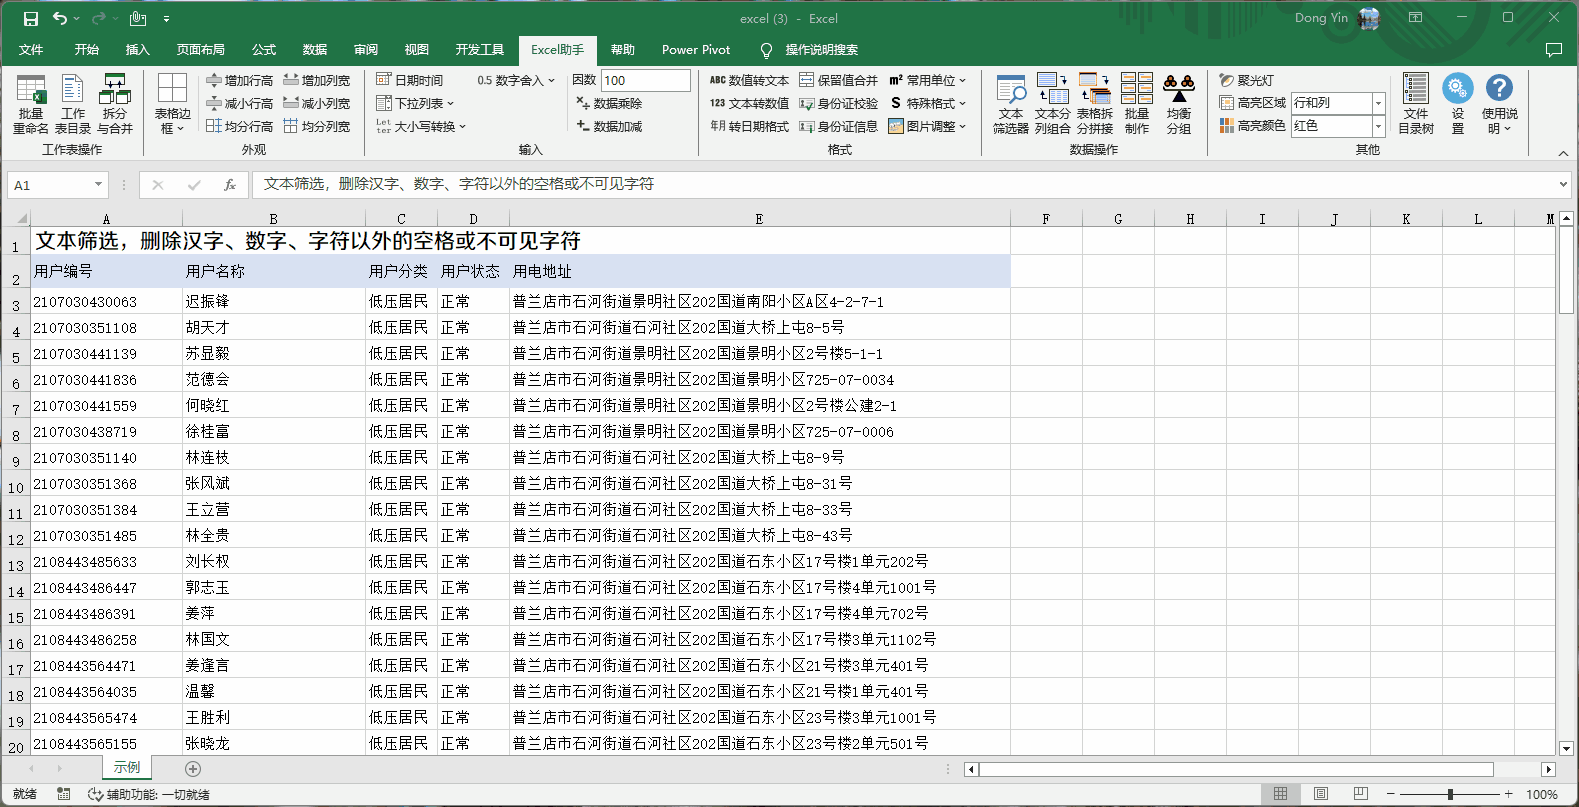 excel (3) - Excel
Dong Yin
文件 开始 插入 页面布局 公式 数据 审阅 视图 开发工具 Excel助手 帮助 Power Pivot 操作说明搜索
批量重命名
工作表目录
拆分与合并
工作表操作
表格边框
增加行高 增加列宽
减小行高 减小列宽
均分行高 均分列宽
外观
日期时间 0.5 数字舍入 因数 100
下拉列表 数据乘除
Letter 大小写转换 数据加减
输入
ABC 数值转文本 保留值合并 m² 常用单位
123 文本转数值 身份证校验 S 特殊格式
年月 转日期格式 身份证信息 图片调整
格式
文本筛选器
文本分列组合
表格拆分拼接
批量制作
均衡分组
数据操作
聚光灯
高亮区域 行和列
高亮颜色 红色
文件目录树
设置
使用说明
其他
A1 fx 文本筛选，删除汉字、数字、字符以外的空格或不可见字符
A B C D E F G H I J K L M
1 文本筛选，删除汉字、数字、字符以外的空格或不可见字符
2 用户编号 用户名称 用户分类 用户状态 用电地址
3 2107030430063 迟振锋 低压居民 正常 普兰店市石河街道景明社区202国道南阳小区A区4-2-7-1
4 2107030351108 胡天才 低压居民 正常 普兰店市石河街道石河社区202国道大桥上屯8-5号
5 2107030441139 苏显毅 低压居民 正常 普兰店市石河街道景明社区202国道景明小区2号楼5-1-1
6 2107030441836 范德会 低压居民 正常 普兰店市石河街道景明社区202国道景明小区725-07-0034
7 2107030441559 何晓红 低压居民 正常 普兰店市石河街道景明社区202国道景明小区2号楼公建2-1
8 2107030438719 徐桂富 低压居民 正常 普兰店市石河街道景明社区202国道景明小区725-07-0006
9 2107030351140 林连枝 低压居民 正常 普兰店市石河街道石河社区202国道大桥上屯8-9号
10 2107030351368 张风斌 低压居民 正常 普兰店市石河街道石河社区202国道大桥上屯8-31号
11 2107030351384 王立营 低压居民 正常 普兰店市石河街道石河社区202国道大桥上屯8-33号
12 2107030351485 林全贵 低压居民 正常 普兰店市石河街道石河社区202国道大桥上屯8-43号
13 2108443485633 刘长权 低压居民 正常 普兰店市石河街道石河社区202国道石东小区17号楼1单元202号
14 2108443486447 郭志玉 低压居民 正常 普兰店市石河街道石河社区202国道石东小区17号楼4单元1001号
15 2108443486391 姜萍 低压居民 正常 普兰店市石河街道石河社区202国道石东小区17号楼4单元702号
16 2108443486258 林国文 低压居民 正常 普兰店市石河街道石河社区202国道石东小区17号楼3单元1102号
17 2108443564471 姜逢言 低压居民 正常 普兰店市石河街道石河社区202国道石东小区21号楼3单元401号
18 2108443564035 温馨 低压居民 正常 普兰店市石河街道石河社区202国道石东小区21号楼1单元401号
19 2108443565474 王胜利 低压居民 正常 普兰店市石河街道石河社区202国道石东小区23号楼3单元1001号
20 2108443565155 张晓龙 低压居民 正常 普兰店市石河街道石河社区202国道石东小区23号楼2单元501号
示例
就绪 辅助功能: 一切就绪 100%